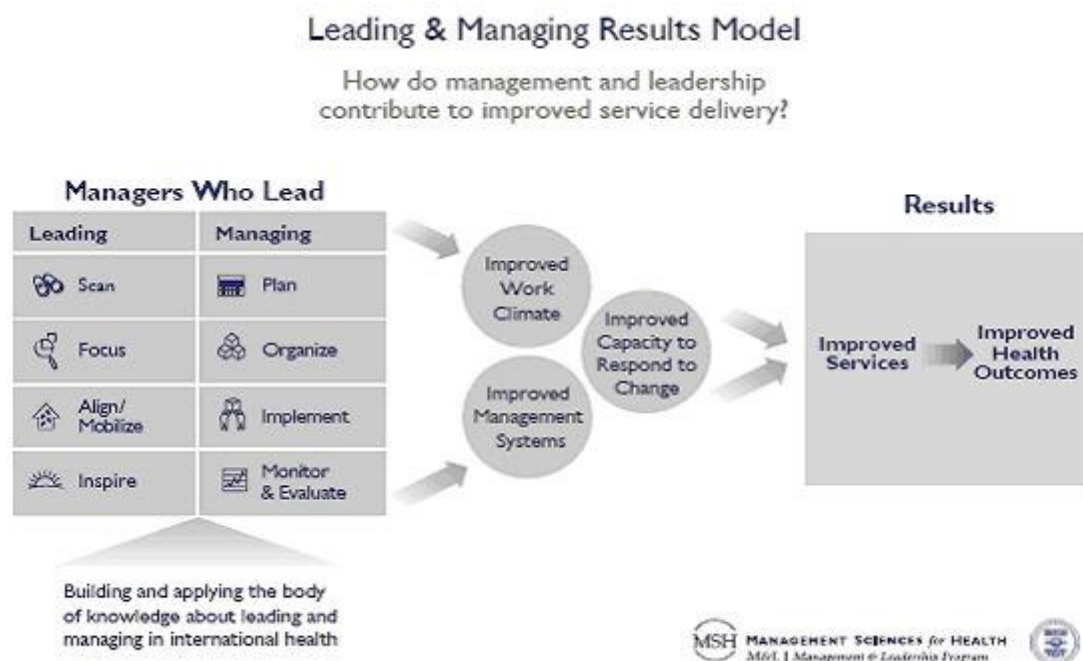 Leading & Managing Results Model
How do management and leadership
contribute to improved service delivery?
Managers Who Lead
Leading
Managing
Scan
Plan
Focus
Organize
Align/
Mobilize
Implement
Inspire
Monitor
& Evaluate
Building and applying the body
of knowledge about leading and
managing in international health
Improved
Work
Climate
Improved
Management
Systems
Improved
Capacity to
Respond to
Change
Results
Improved
Services
Improved
Health
Outcomes
MSH
MANAGEMENT SCIENCES for HEALTH
M&L | Management & Leadership Program